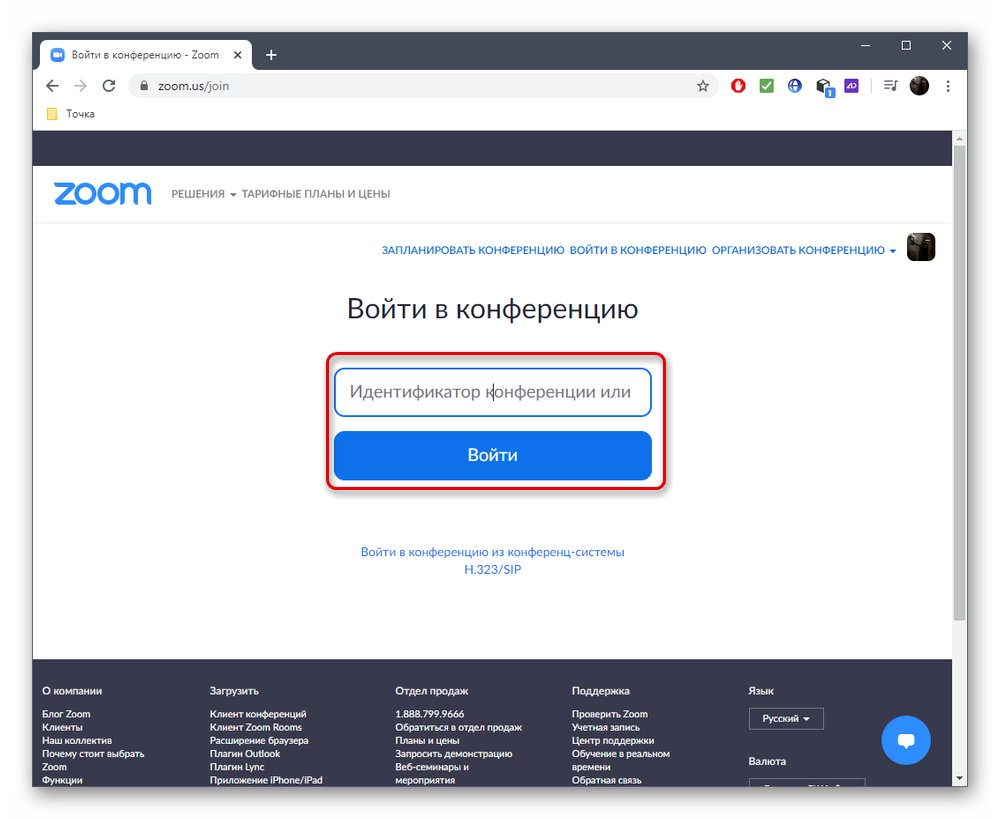 Войти в конференцию - Zoom
zoom.us/join
1
Точка
zoom
РЕШЕНИЯ ТАРИФНЫЕ ПЛАНЫ И ЦЕНЫ
ЗАПЛАНИРОВАТЬ КОНФЕРЕНЦИЮ ВОЙТИ В КОНФЕРЕНЦИЮ ОРГАНИЗОВАТЬ КОНФЕРЕНЦИЮ
Войти в конференцию
Идентификатор конференции или
Войти
Войти в конференцию из конференц-системы
H.323/SIP
О компании
Блог Zoom
Клиенты
Наш коллектив
Почему стоит выбрать
Zoom
Функции
Загрузить
Клиент конференций
Клиент Zoom Rooms
Расширение браузера
Плагин Outlook
Плагин Lync
Приложение iPhone/iPad
Отдел продаж
1.888.799.9666
Обратиться в отдел продаж
Планы и цены
Запросить демонстрацию
Веб-семинары и
мероприятия
Поддержка
Проверить Zoom
Учетная запись
Центр поддержки
Обучение в реальном
времени
Обратная связь
Язык
Русский
Валюта